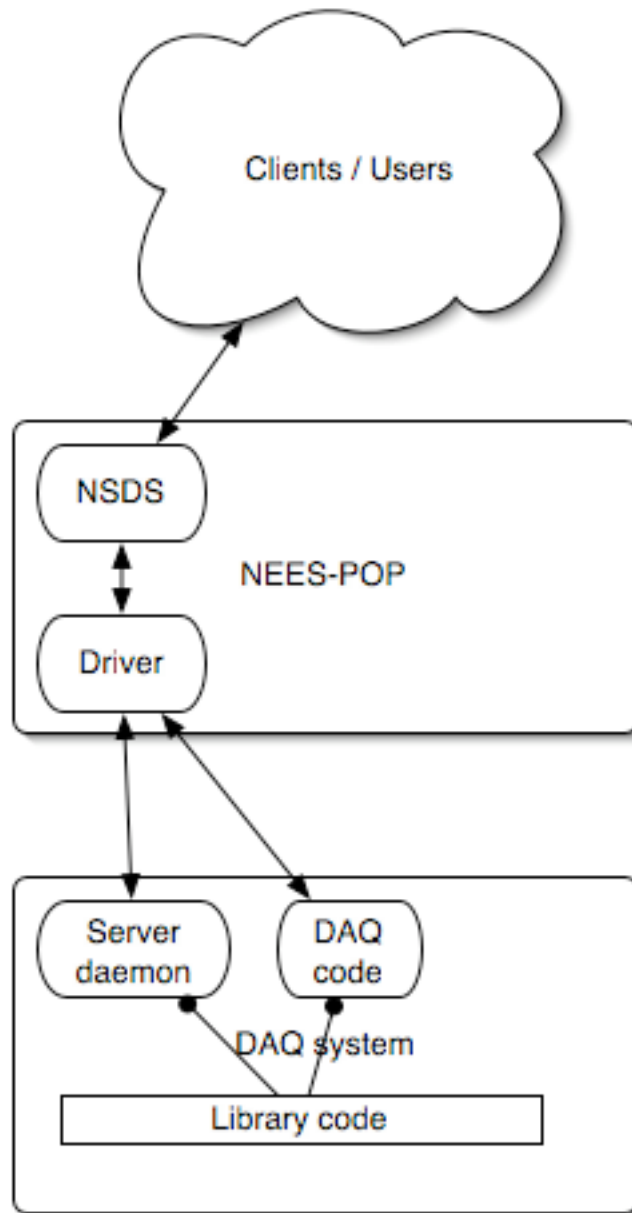 Clients / Users
NSDS
NEES-POP
Driver
Server
daemon
DAQ
code
DAQ system
Library code